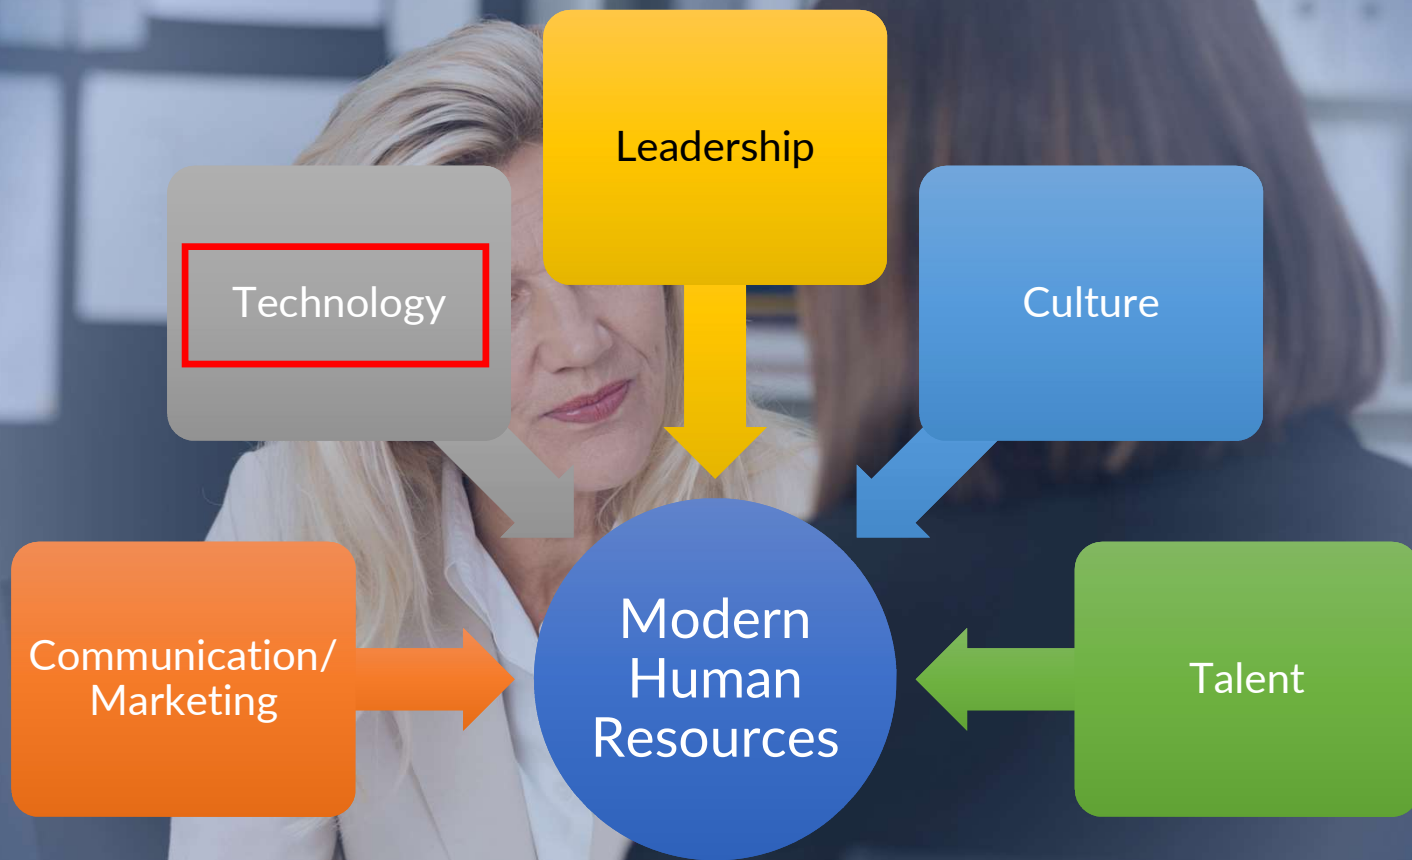 Leadership
Technology
Culture
Communication/
Marketing
Modern
Human
Resources
Talent